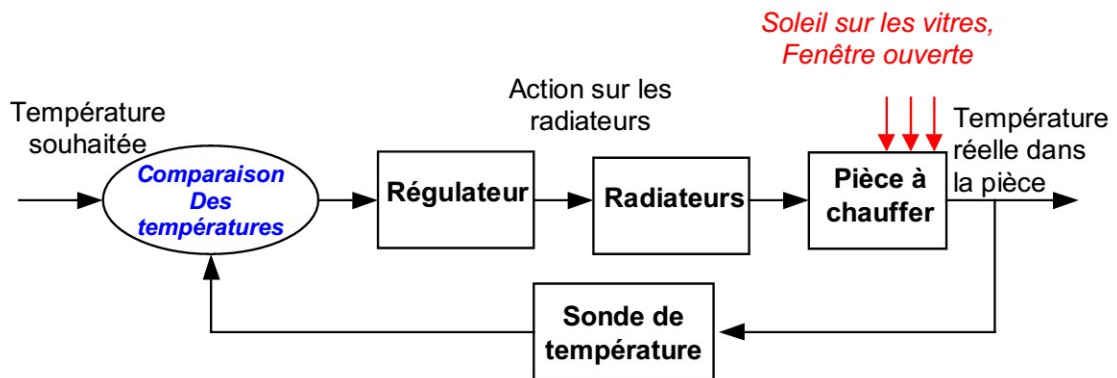 Soleil sur les vitres,
Fenêtre ouverte
Action sur les
radiateurs
Température
souhaitée
Température
réelle dans
la pièce
Comparaison
Des
températures
Régulateur
Radiateurs
Pièce à
chauffer
Sonde de
température